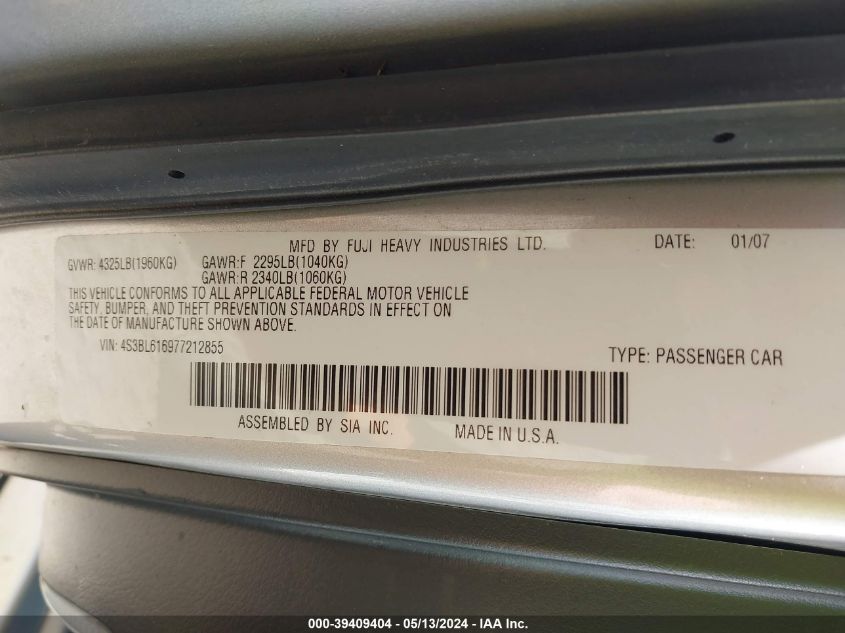 MFD BY FUJI HEAVY INDUSTRIES LTD. DATE: 01/07
GVWR: 4325LB(1960KG) GAWR:F 2295LB(1040KG)
GAWR:R 2340LB(1060KG)
THIS VEHICLE CONFORMS TO ALL APPLICABLE FEDERAL MOTOR VEHICLE
SAFETY, BUMPER, AND THEFT PREVENTION STANDARDS IN EFFECT ON
THE DATE OF MANUFACTURE SHOWN ABOVE.
VIN: 4S3BL616977212855 TYPE: PASSENGER CAR
ASSEMBLED BY SIA INC. MADE IN U.S.A.
000-39409404 - 05/13/2024 - IAA Inc.